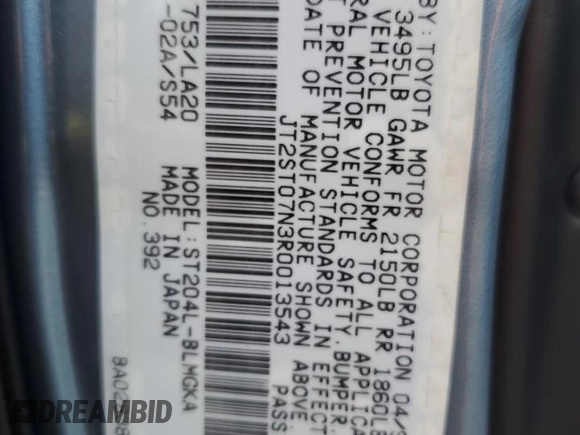 BY: TOYOTA MOTOR CORPORATION 04/
3495LB GAWR FR 2150LB RR 1860LB
VEHICLE CONFORMS TO ALL APPLICA
RAL MOTOR VEHICLE SAFETY, BUMPER
T PREVENTION STANDARDS IN EFFECT
DATE OF MANUFACTURE SHOWN ABOVE
JT2ST07N3R0013543 PASS
753/LA20 MODEL: ST204L-BLMGKA
-02A/S54 MADE IN JAPAN
NO. 392
DREAMBID